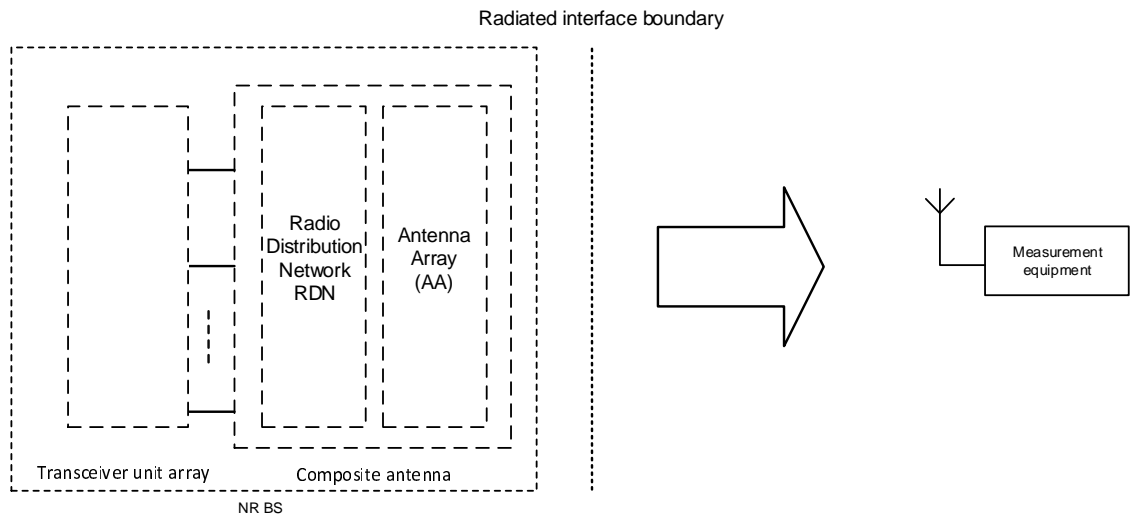 Radiated interface boundary
Radio
Distribution
Network
RDN
Antenna
Array
(AA)
Measurement
equipment
Transceiver unit array
Composite antenna
NR BS